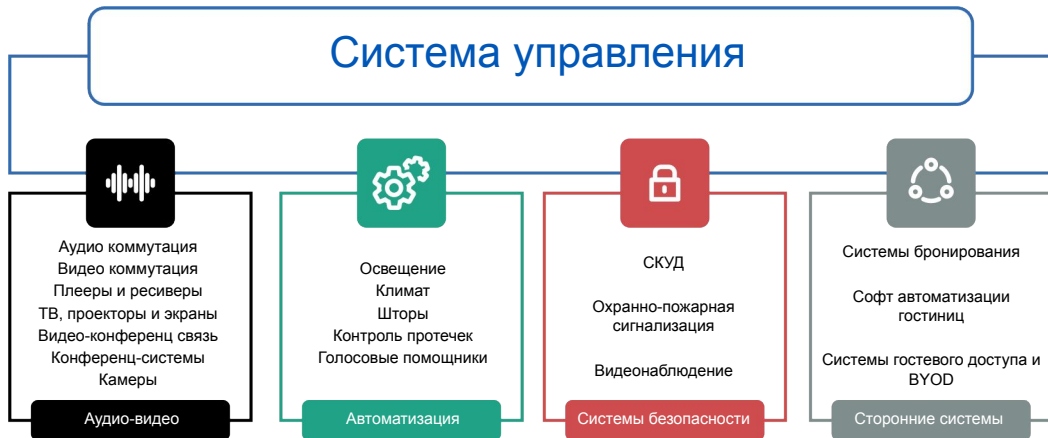 Система управления
Аудио коммутация
Видео коммутация
Плееры и ресиверы
ТВ, проекторы и экраны
Видео-конференц связь
Конференц-системы
Камеры
Аудио-видео
Освещение
Климат
Шторы
Контроль протечек
Голосовые помощники
Автоматизация
СКУД
Охранно-пожарная
сигнализация
Видеонаблюдение
Системы безопасности
Системы бронирования
Софт автоматизации
гостиниц
Системы гостевого доступа и
BYOD
Сторонние системы